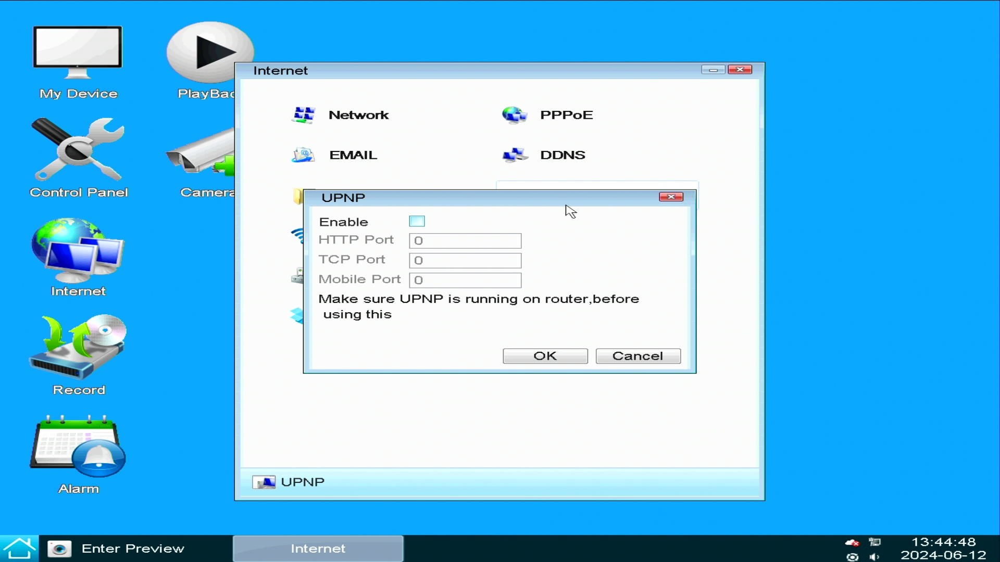 My Device
PlayBac
Control Panel
Camera
Internet
Record
Alarm
Internet
Network
PPPoE
EMAIL
DDNS
UPNP
Enable
HTTP Port 0
TCP Port 0
Mobile Port 0
Make sure UPNP is running on router,before
using this
OK Cancel
UPNP
Enter Preview
Internet
13:44:48
2024-06-12